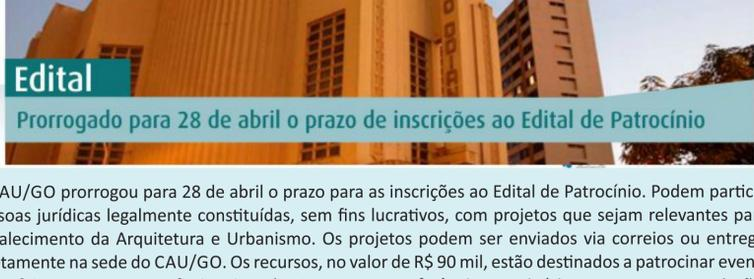 Edital
Prorrogado para 28 de abril o prazo de inscrições ao Edital de Patrocínio
AU/GO prorrogou para 28 de abril o prazo para as inscrições ao Edital de Patrocínio. Podem partic
soas jurídicas legalmente constituídas, sem fins lucrativos, com projetos que sejam relevantes pa
alecimento da Arquitetura e Urbanismo. Os projetos podem ser enviados via correios ou entreg
tamente na sede do CAU/GO. Os recursos, no valor de R$ 90 mil, estão destinados a patrocinar even